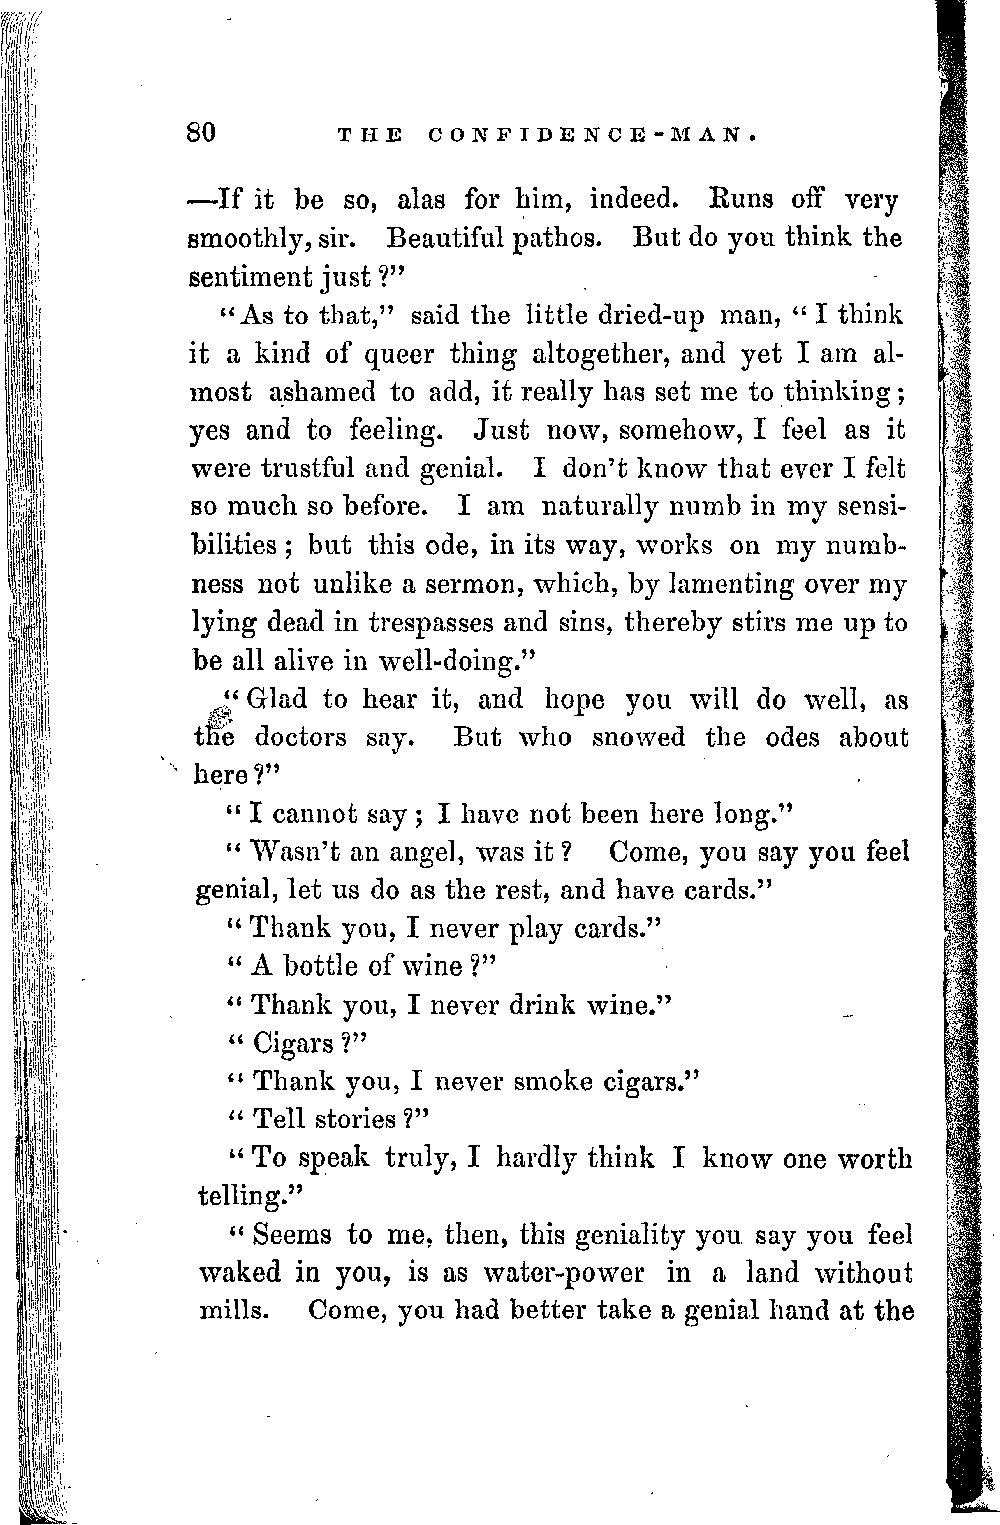 80 THE CONFIDENCE-MAN.
—If it be so, alas for him, indeed. Runs off very
smoothly, sir. Beautiful pathos. But do you think the
sentiment just?”
“As to that,” said the little dried-up man, “I think
it a kind of queer thing altogether, and yet I am al-
most ashamed to add, it really has set me to thinking;
yes and to feeling. Just now, somehow, I feel as it
were trustful and genial. I don’t know that ever I felt
so much so before. I am naturally numb in my sensi-
bilities; but this ode, in its way, works on my numb-
ness not unlike a sermon, which, by lamenting over my
lying dead in trespasses and sins, thereby stirs me up to
be all alive in well-doing.”
“Glad to hear it, and hope you will do well, as
the doctors say. But who snowed the odes about
here?”
“I cannot say; I have not been here long.”
“Wasn’t an angel, was it? Come, you say you feel
genial, let us do as the rest, and have cards.”
“Thank you, I never play cards.”
“A bottle of wine?”
“Thank you, I never drink wine.”
“Cigars?”
“Thank you, I never smoke cigars.”
“Tell stories?”
“To speak truly, I hardly think I know one worth
telling.”
“Seems to me, then, this geniality you say you feel
waked in you, is as water-power in a land without
mills. Come, you had better take a genial hand at the